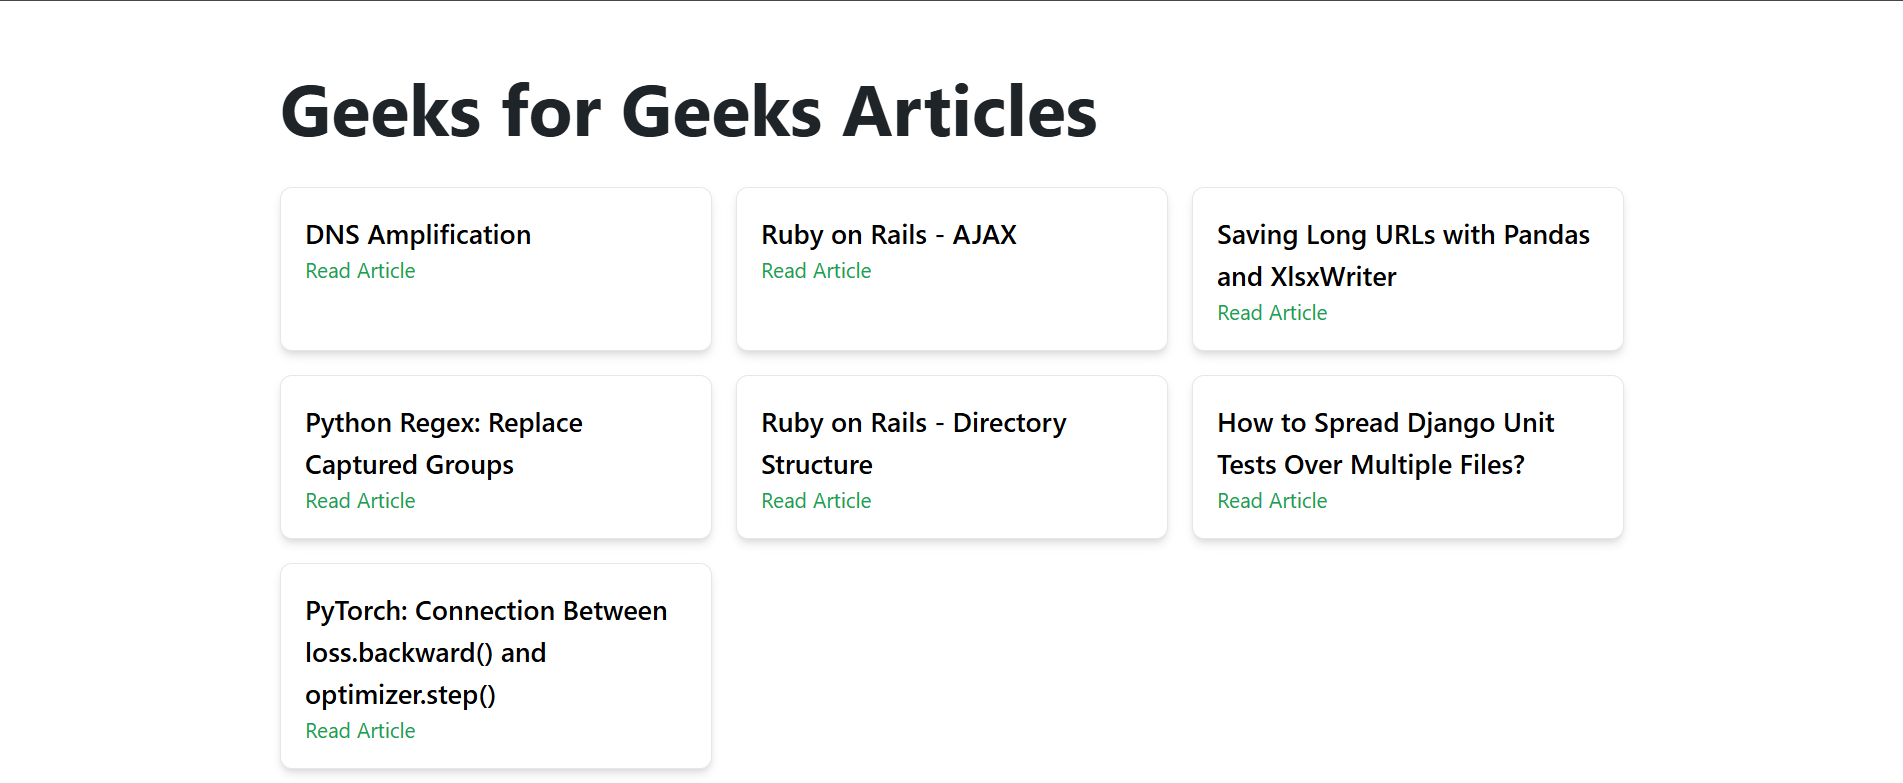 Geeks for Geeks Articles
DNS Amplification
Read Article
Ruby on Rails - AJAX
Read Article
Saving Long URLs with Pandas
and XlsxWriter
Read Article
Python Regex: Replace
Captured Groups
Read Article
Ruby on Rails - Directory
Structure
Read Article
How to Spread Django Unit
Tests Over Multiple Files?
Read Article
PyTorch: Connection Between
loss.backward() and
optimizer.step()
Read Article